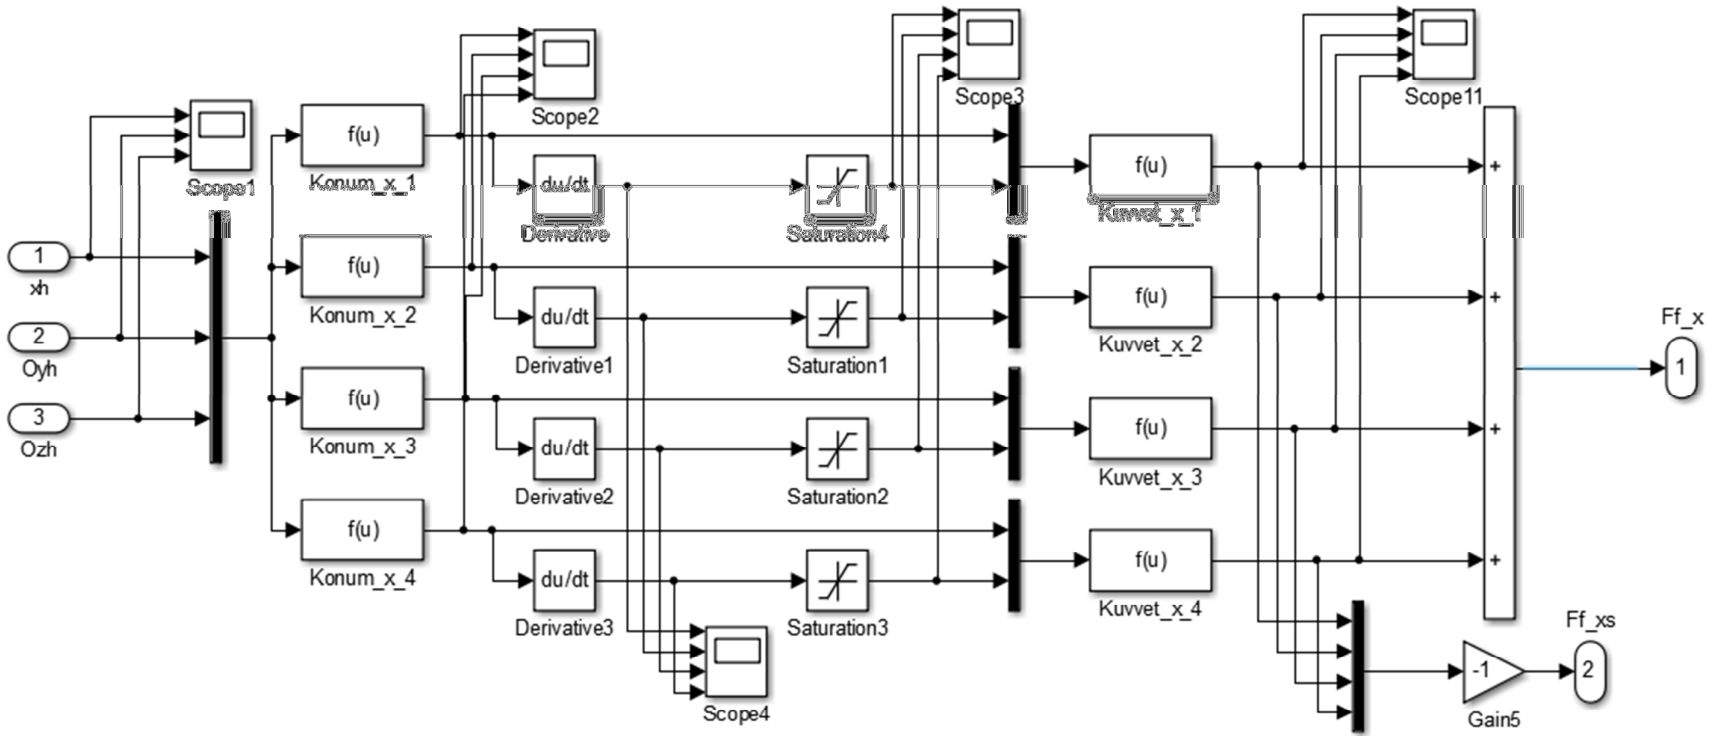 Scope2
Scope3
Scope11
Scope1
f(u)
Konum_x_1
du/dt
Derivative
Saturation4
f(u)
Kuvvet_x_1
+
1
xh
f(u)
Konum_x_2
du/dt
Derivative1
Saturation1
f(u)
Kuvvet_x_2
+
2
Oyh
Ff_x
1
3
Ozh
f(u)
Konum_x_3
du/dt
Derivative2
Saturation2
f(u)
Kuvvet_x_3
+
f(u)
Konum_x_4
du/dt
Derivative3
Saturation3
f(u)
Kuvvet_x_4
+
Scope4
-1
Gain5
Ff_xs
2